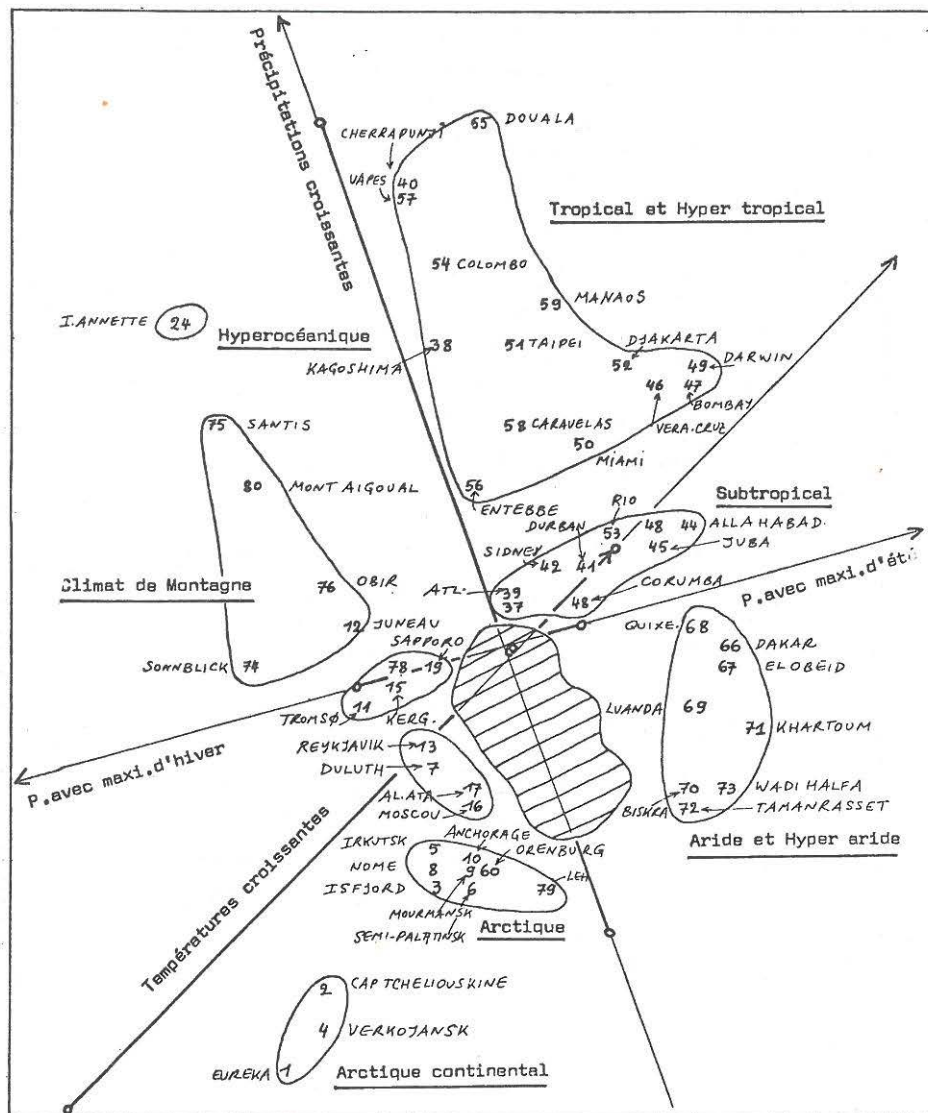 Précipitations croissantes
CHERRAPUNJI
55 DOUALA
VAPES 40
57
Tropical et Hyper tropical
54 COLOMBO
59 MANAOS
I.ANNETTE 24
Hyperocéanique
KAGOSHIMA 38
51 TAIPEI
DJAKARTA
52
49 DARWIN
46 47
BOMBAY
VERA.CRUZ
58 CARAVELAS
50
MIAMI
75 SANTIS
80 MONT AIGOUAL
56
ENTEBBE
Subtropical
RIO
DURBAN 53 48 44 ALLAHABAD.
SIDNEY 42 41 45 JUBA
Climat de Montagne
76 OBIR
ATL. 39
37
48 CORUMBA
P.avec maxi.d'été
12 JUNEAU
SAPPORO
QUIXE. 68
66 DAKAR
67 ELOBEID
SONNBLICK 74
78 19
15
11
TROMSØ KERG.
LUANDA 69
71 KHARTOUM
P.avec maxi.d'hiver
REYKJAVIK 13
DULUTH 7
AL.ATA 17
MOSCOU 16
70 73 WADI HALFA
BISKRA 72 TAMANRASSET
Aride et Hyper aride
Températures croissantes
IRKUTSK 5 ANCHORAGE
10 ORENBURG
NOME 8 9 60
ISFJORD 3 6 79 LEH
MOURMANSK
SEMI-PALATINSK
Arctique
2 CAP TCHELIOUSKINE
4 VERKOJANSK
EUREKA 1
Arctique continental